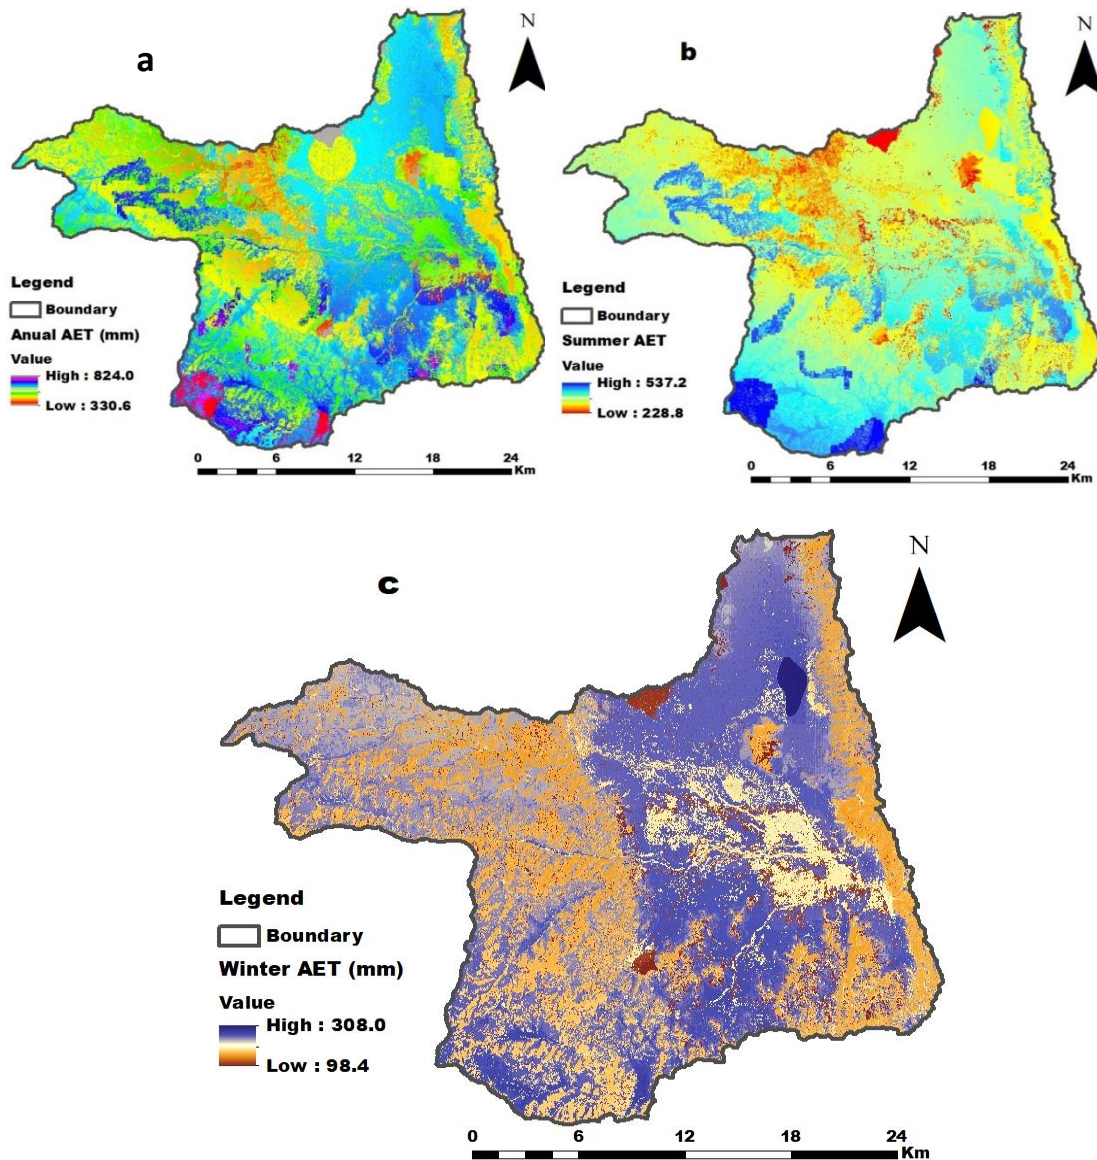 a
N
Legend
Boundary
Anual AET (mm)
Value
High : 824.0
Low : 330.6
0 6 12 18 24
Km
b
N
Legend
Boundary
Summer AET
Value
High : 537.2
Low : 228.8
0 6 12 18 24
Km
c
N
Legend
Boundary
Winter AET (mm)
Value
High : 308.0
Low : 98.4
0 6 12 18 24
Km